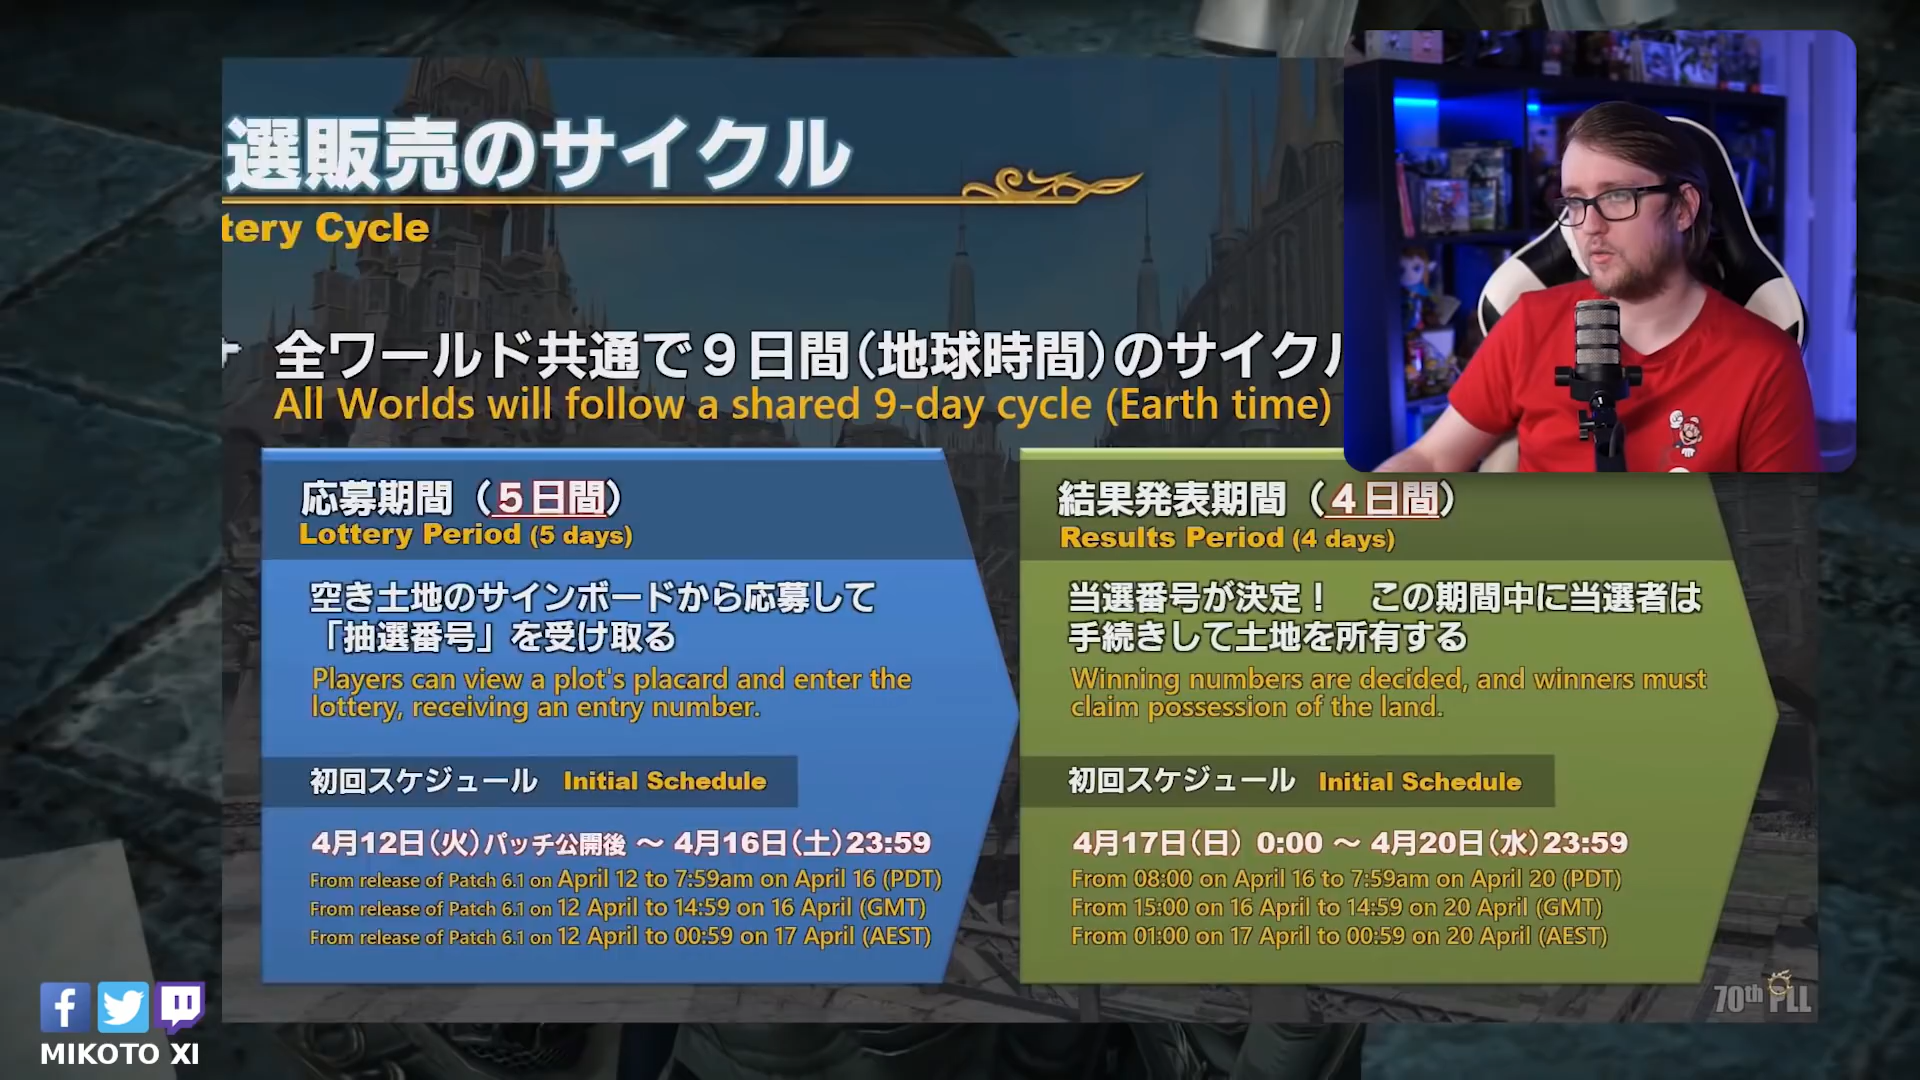 選販売のサイクル
tery Cycle
全ワールド共通で9日間(地球時間)のサイクル
All Worlds will follow a shared 9-day cycle (Earth time)
応募期間(5日間)
Lottery Period (5 days)
空き土地のサインボードから応募して
「抽選番号」を受け取る
Players can view a plot's placard and enter the
lottery, receiving an entry number.
初回スケジュール Initial Schedule
4月12日(火)パッチ公開後 ～ 4月16日(土)23:59
From release of Patch 6.1 on April 12 to 7:59am on April 16 (PDT)
From release of Patch 6.1 on 12 April to 14:59 on 16 April (GMT)
From release of Patch 6.1 on 12 April to 00:59 on 17 April (AEST)
結果発表期間(4日間)
Results Period (4 days)
当選番号が決定! この期間中に当選者は
手続きして土地を所有する
Winning numbers are decided, and winners must
claim possession of the land.
初回スケジュール Initial Schedule
4月17日(日) 0:00 ～ 4月20日(水)23:59
From 08:00 on April 16 to 7:59am on April 20 (PDT)
From 15:00 on 16 April to 14:59 on 20 April (GMT)
From 01:00 on 17 April to 00:59 on 20 April (AEST)
70th PLL
MIKOTO XI